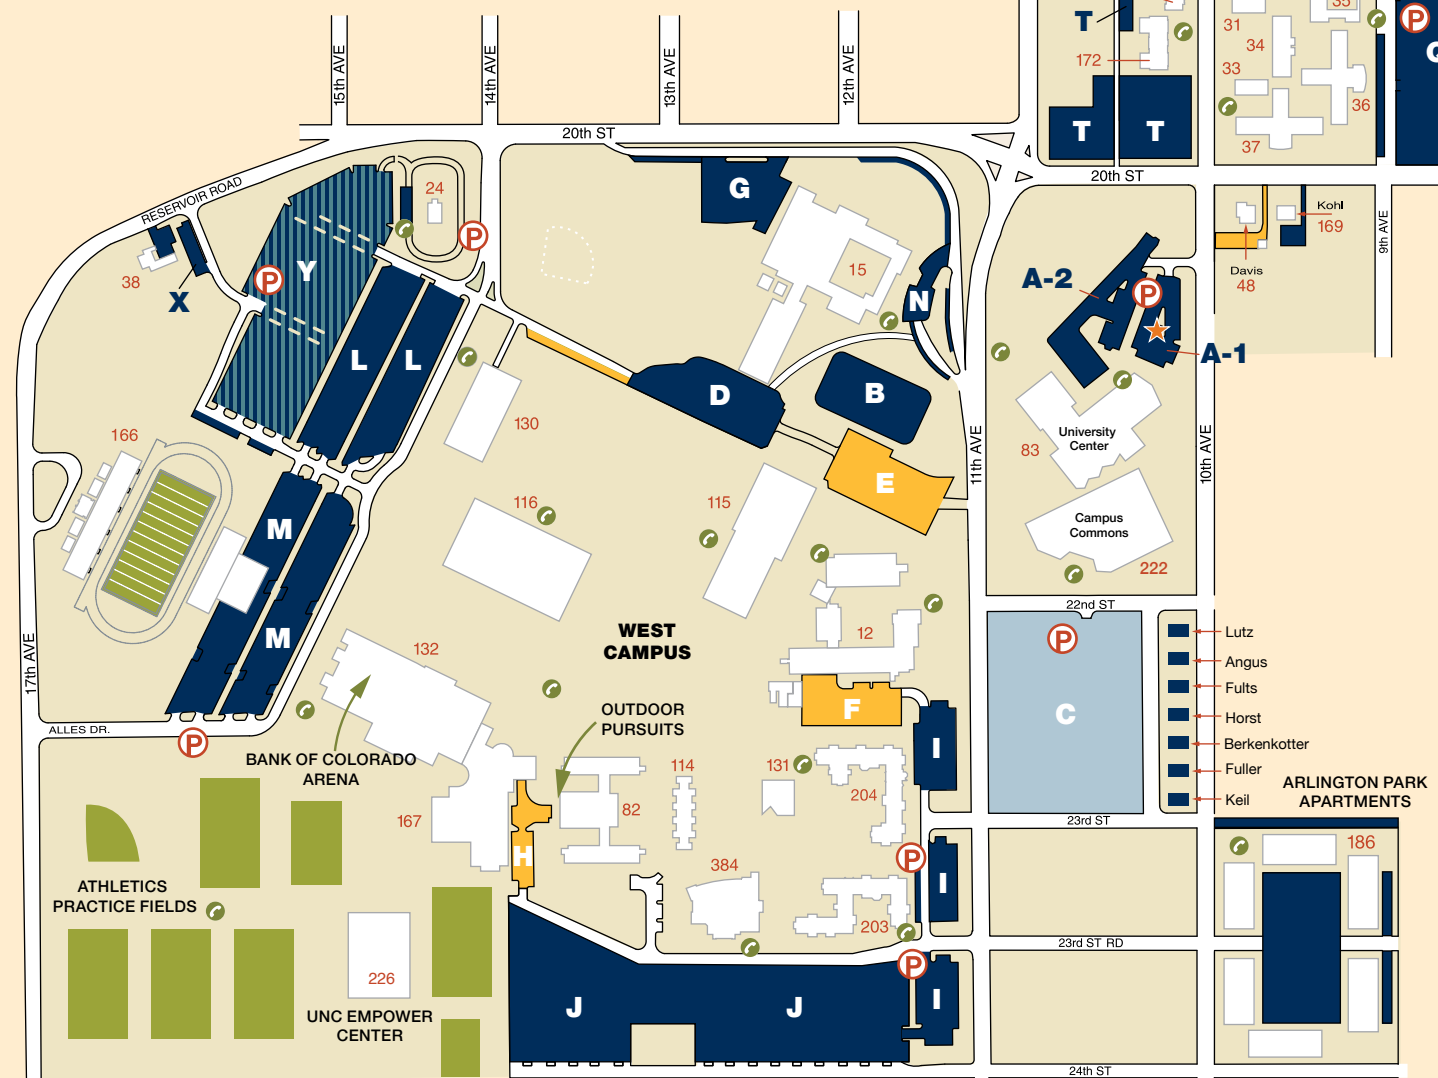 15th AVE
14th AVE
13th AVE
12th AVE
T
172
31
35
34
33
36
37
P
T
T
20th ST
20th ST
RESERVOIR ROAD
24
P
38
X
P
Y
L
L
G
15
N
D
B
E
A-2
P
A-1
Davis
48
Kohl
169
9th AVE
11th AVE
10th AVE
83
University
Center
Campus
Commons
222
22nd ST
166
130
116
115
M
M
12
WEST
CAMPUS
132
17th AVE
ALLES DR.
P
BANK OF COLORADO
ARENA
OUTDOOR
PURSUITS
F
I
P
C
Lutz
Angus
Fults
Horst
Berkenkotter
Fuller
Keil
ARLINGTON PARK
APARTMENTS
23rd ST
167
H
82
114
131
204
384
203
P
I
186
ATHLETICS
PRACTICE FIELDS
226
UNC EMPOWER
CENTER
23rd ST RD
P
J
J
I
24th ST